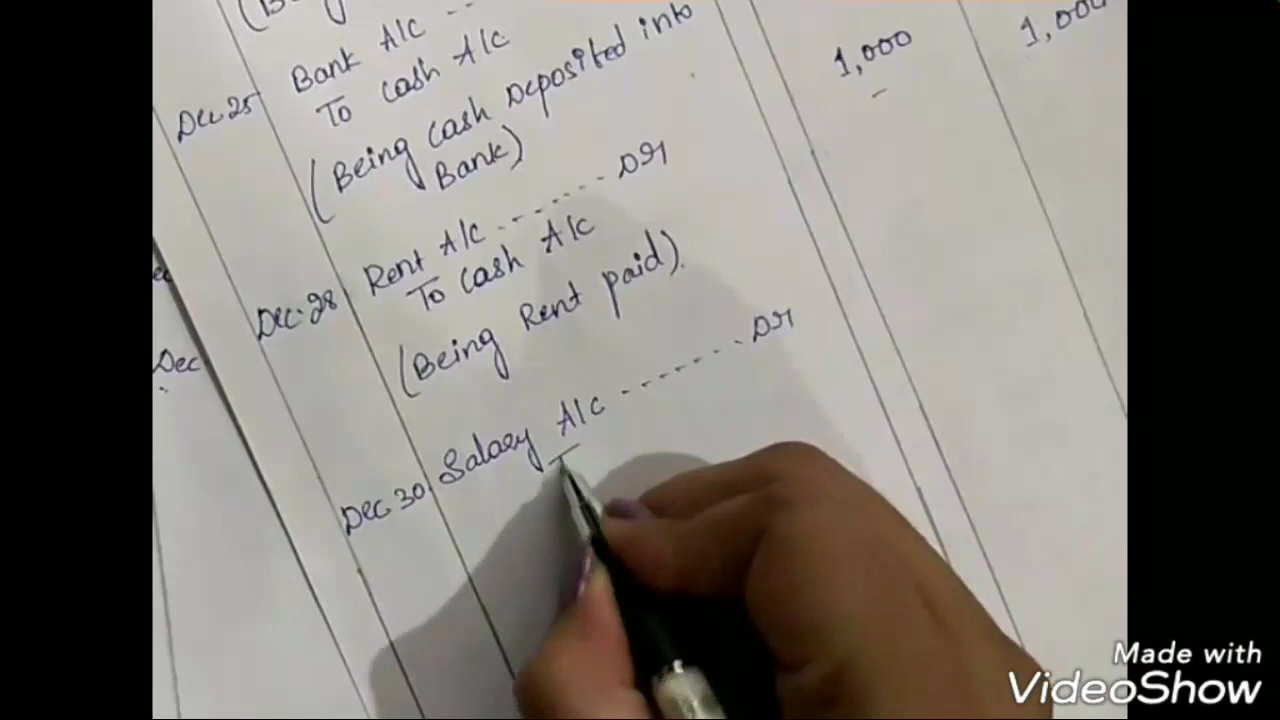 (Being
Bank A/c --
Dec. 25
To cash A/c
1,000
1,000
(Being Cash Deposited into
Bank)
Rent A/c ------- Dr
Dec. 28
To Cash A/c
(Being Rent paid).
Salary A/c ------- Dr
Dec. 30
T
Dec
Made with
VideoShow